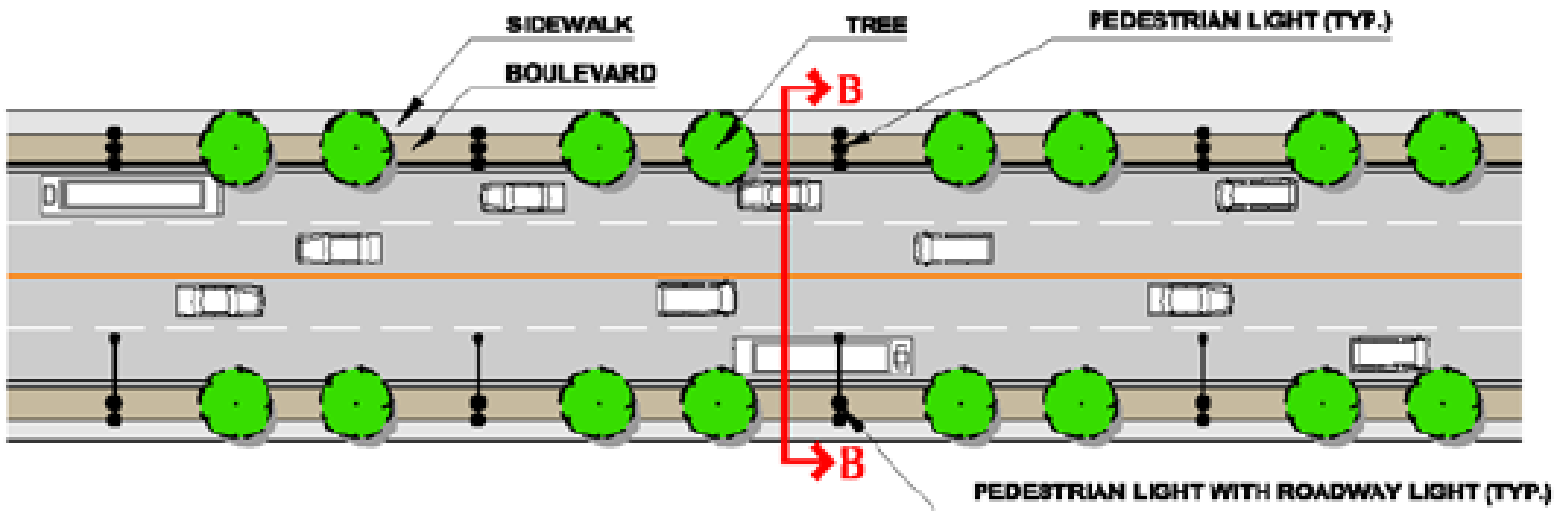 SIDEWALK
TREE
PEDESTRIAN LIGHT (TYP.)
BOULEVARD
B
B
PEDESTRIAN LIGHT WITH ROADWAY LIGHT (TYP.)